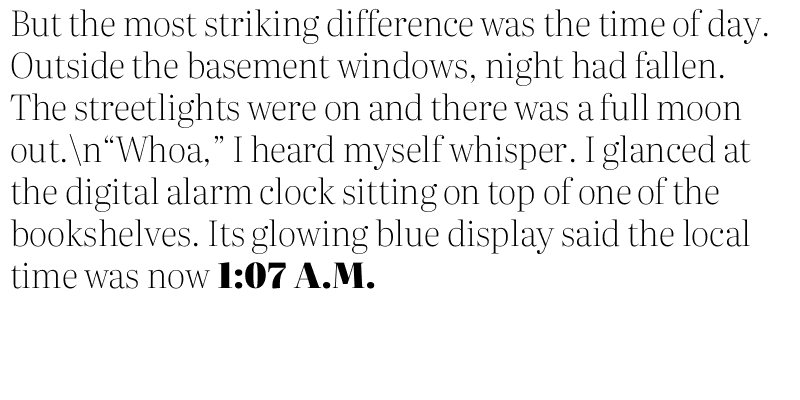 But the most striking difference was the time of day.
Outside the basement windows, night had fallen.
The streetlights were on and there was a full moon
out.\n“Whoa,” I heard myself whisper. I glanced at
the digital alarm clock sitting on top of one of the
bookshelves. Its glowing blue display said the local
time was now 1:07 A.M.